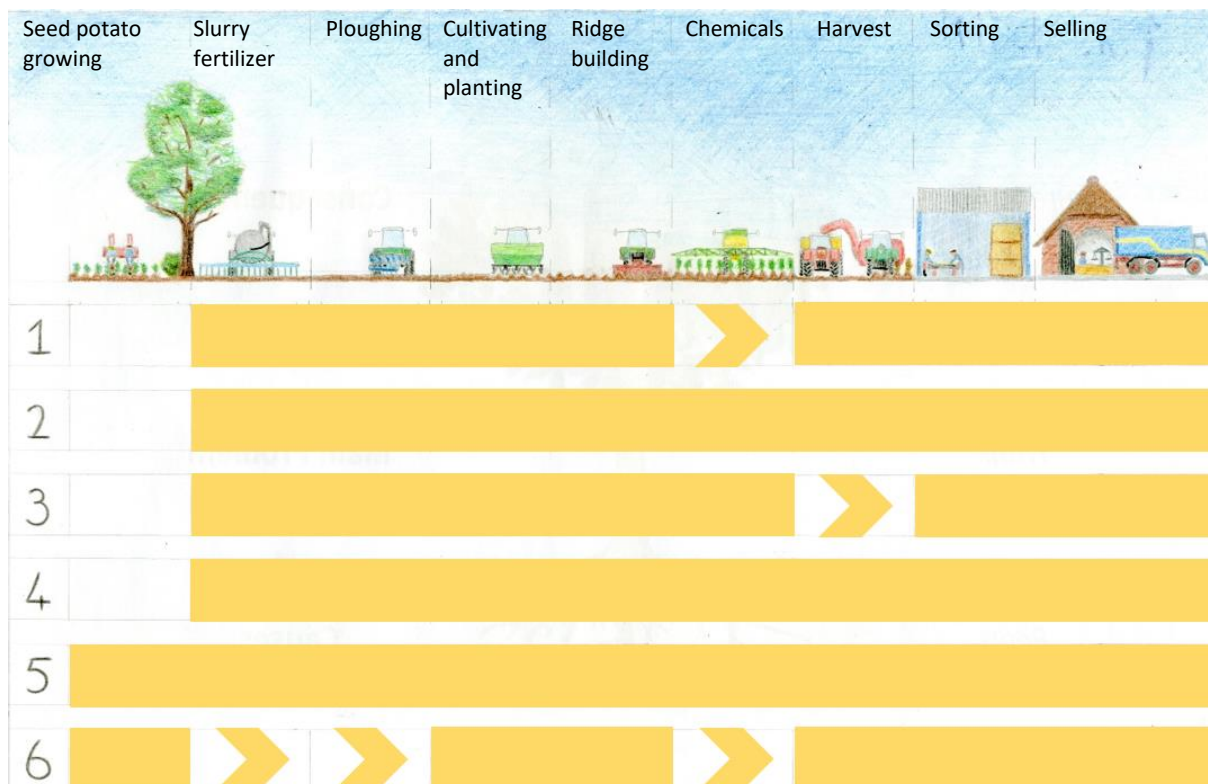 Seed potato
growing
Slurry
fertilizer
Ploughing
Cultivating
and
planting
Ridge
building
Chemicals
Harvest
Sorting
Selling
1
2
3
4
5
6